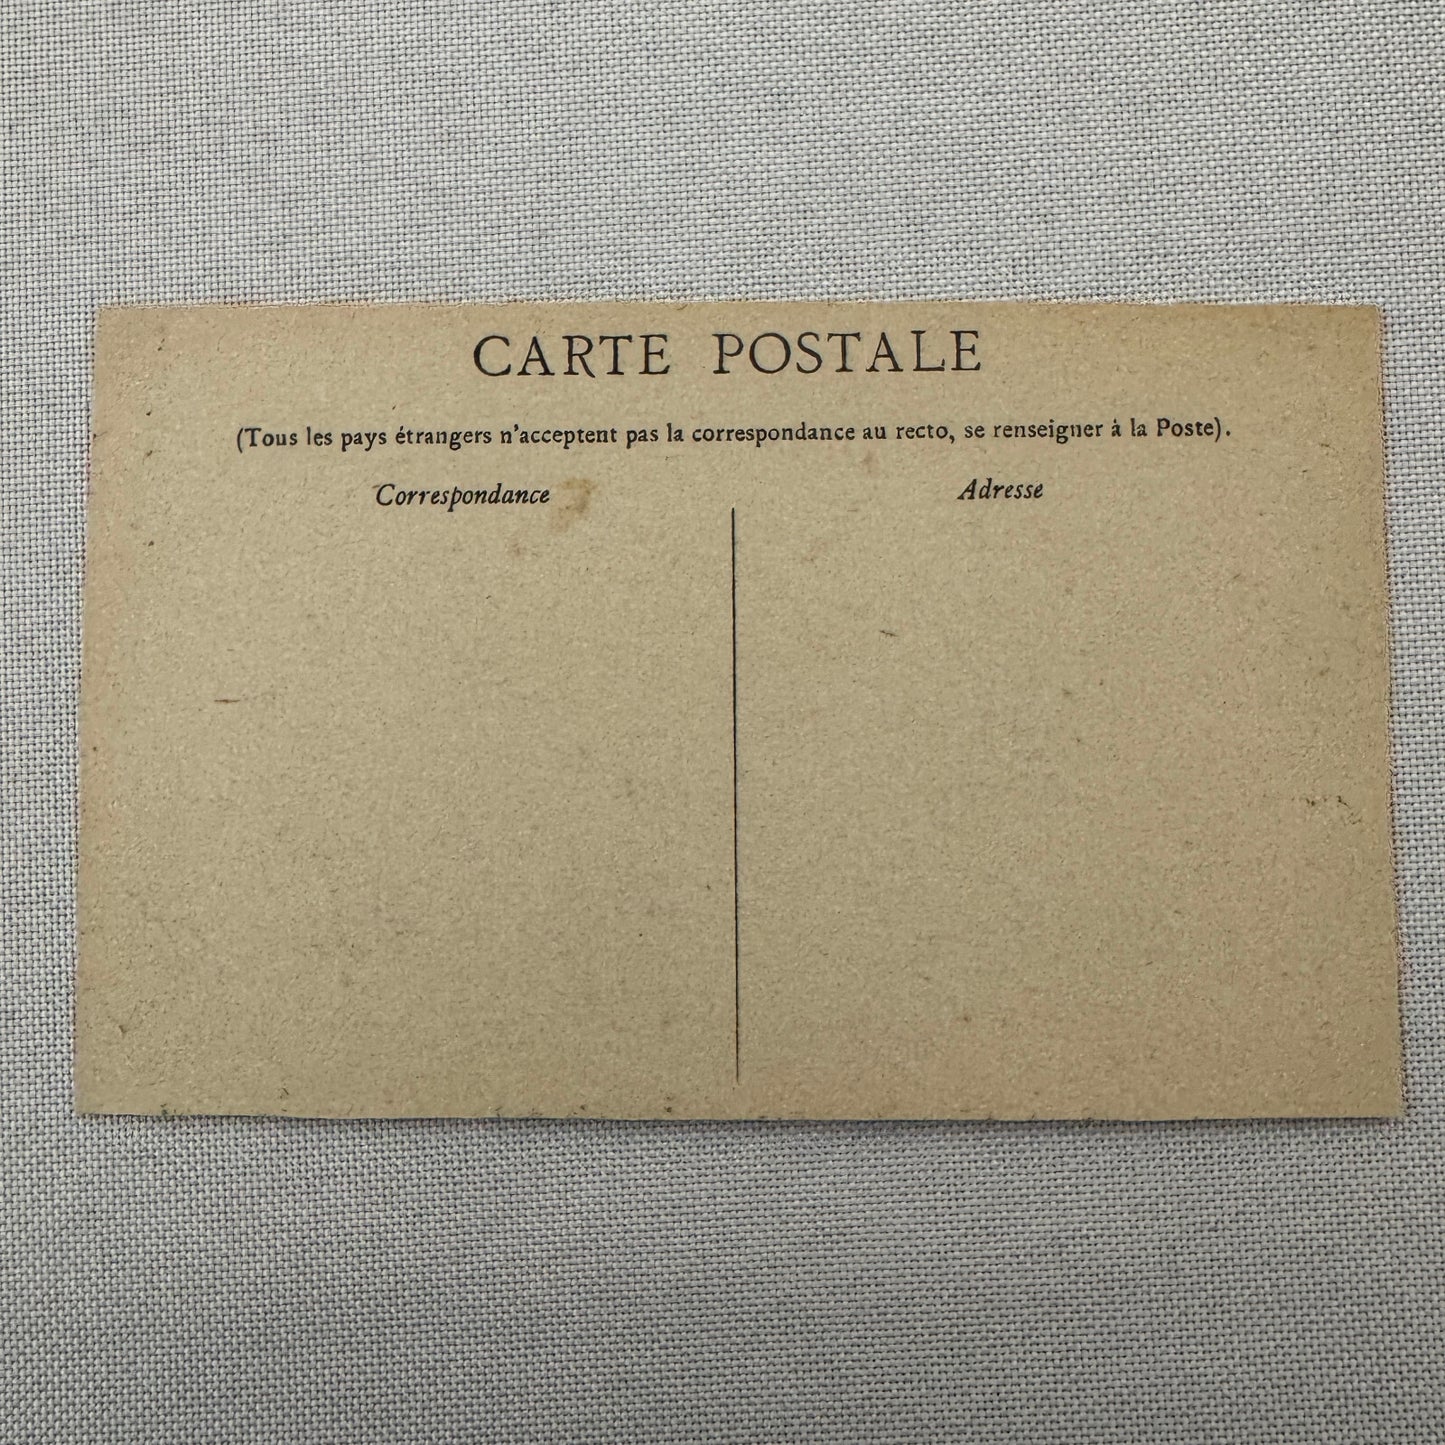 CARTE POSTALE
(Tous les pays étrangers n'acceptent pas la correspondance au recto, se renseigner à la Poste).
Correspondance
Adresse